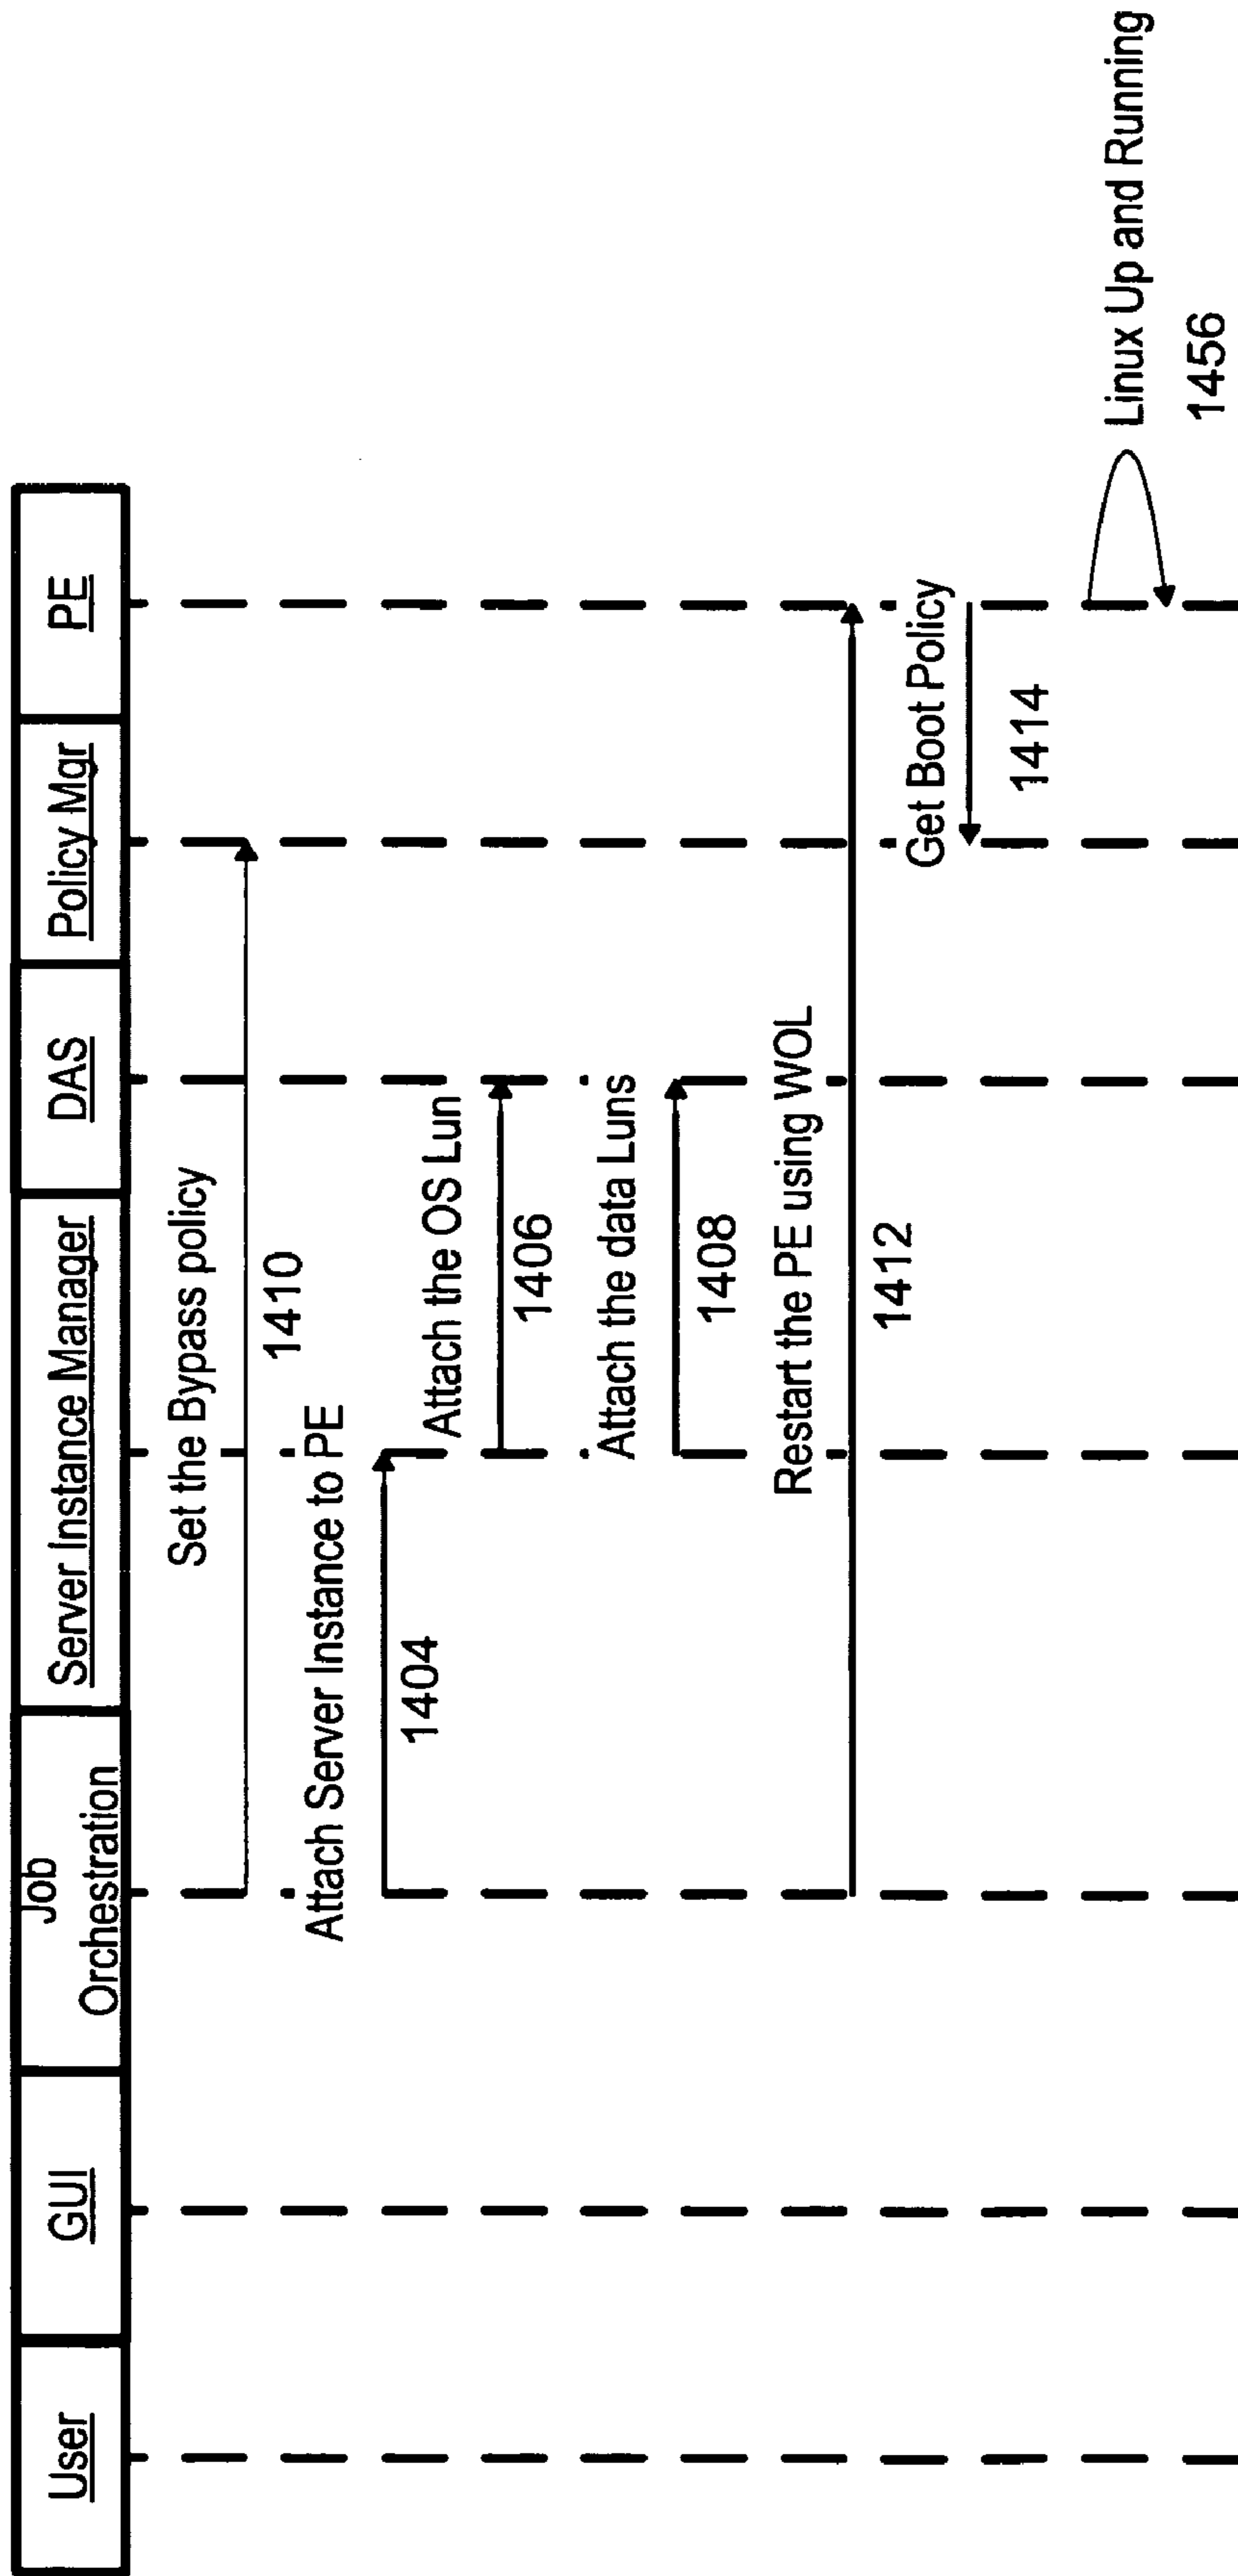 User
GUI
Job
Orchestration
Server Instance Manager
DAS
Policy Mgr
PE
Set the Bypass policy
1410
Attach Server Instance to PE
1404
Attach the OS Lun
1406
Attach the data Luns
1408
Restart the PE using WOL
1412
Get Boot Policy
1414
Linux Up and Running
1456